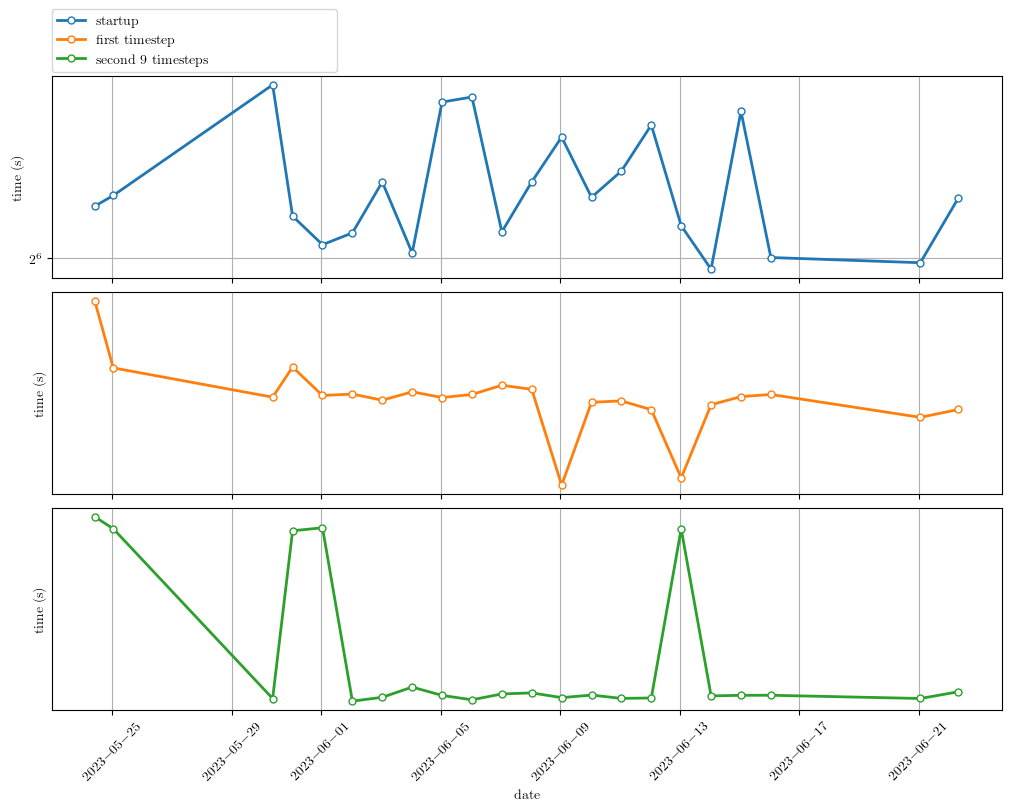 startup
first timestep
second 9 timesteps
time (s)
2^6
time (s)
time (s)
2023−05−25
2023−05−29
2023−06−01
2023−06−05
2023−06−09
2023−06−13
2023−06−17
2023−06−21
date